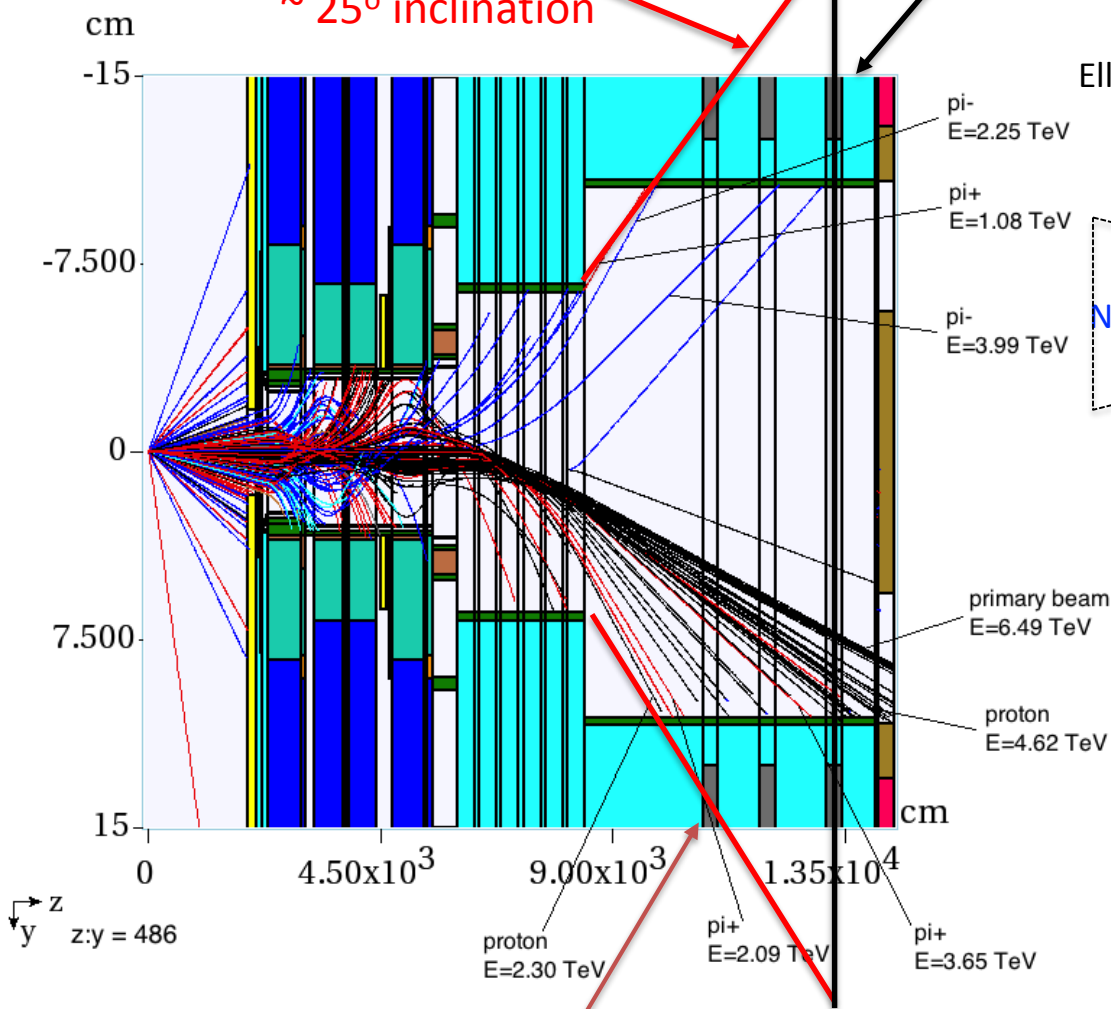 ~ 25° inclination
cm
-15
Ell
pi-
E=2.25 TeV
pi+
E=1.08 TeV
-7.500
N
pi-
E=3.99 TeV
0
primary beam
E=6.49 TeV
7.500
proton
E=4.62 TeV
15
cm
0
4.50x10³
9.00x10³
1.35x10⁴
z
y
z:y = 486
proton
E=2.30 TeV
pi+
E=2.09 TeV
pi+
E=3.65 TeV